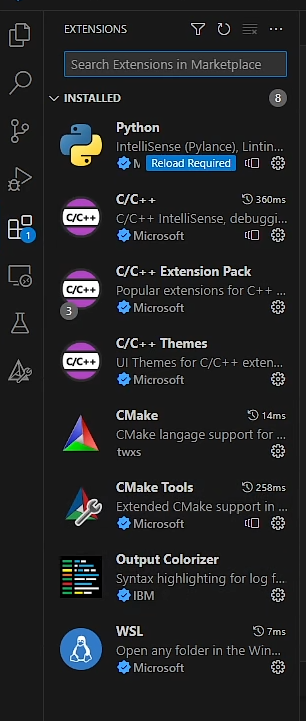 EXTENSIONS
Search Extensions in Marketplace
INSTALLED 8
Python
IntelliSense (Pylance), Lintin...
M Reload Required
C/C++ 360ms
C/C++ IntelliSense, debuggi...
Microsoft
1
C/C++ Extension Pack
Popular extensions for C++ ...
3 Microsoft
C/C++ Themes
UI Themes for C/C++ exten...
Microsoft
CMake 14ms
CMake langage support for ...
twxs
CMake Tools 258ms
Extended CMake support in ...
Microsoft
Output Colorizer
Syntax highlighting for log f...
IBM
WSL 7ms
Open any folder in the Win...
Microsoft
C/C++
C/C++
C/C++